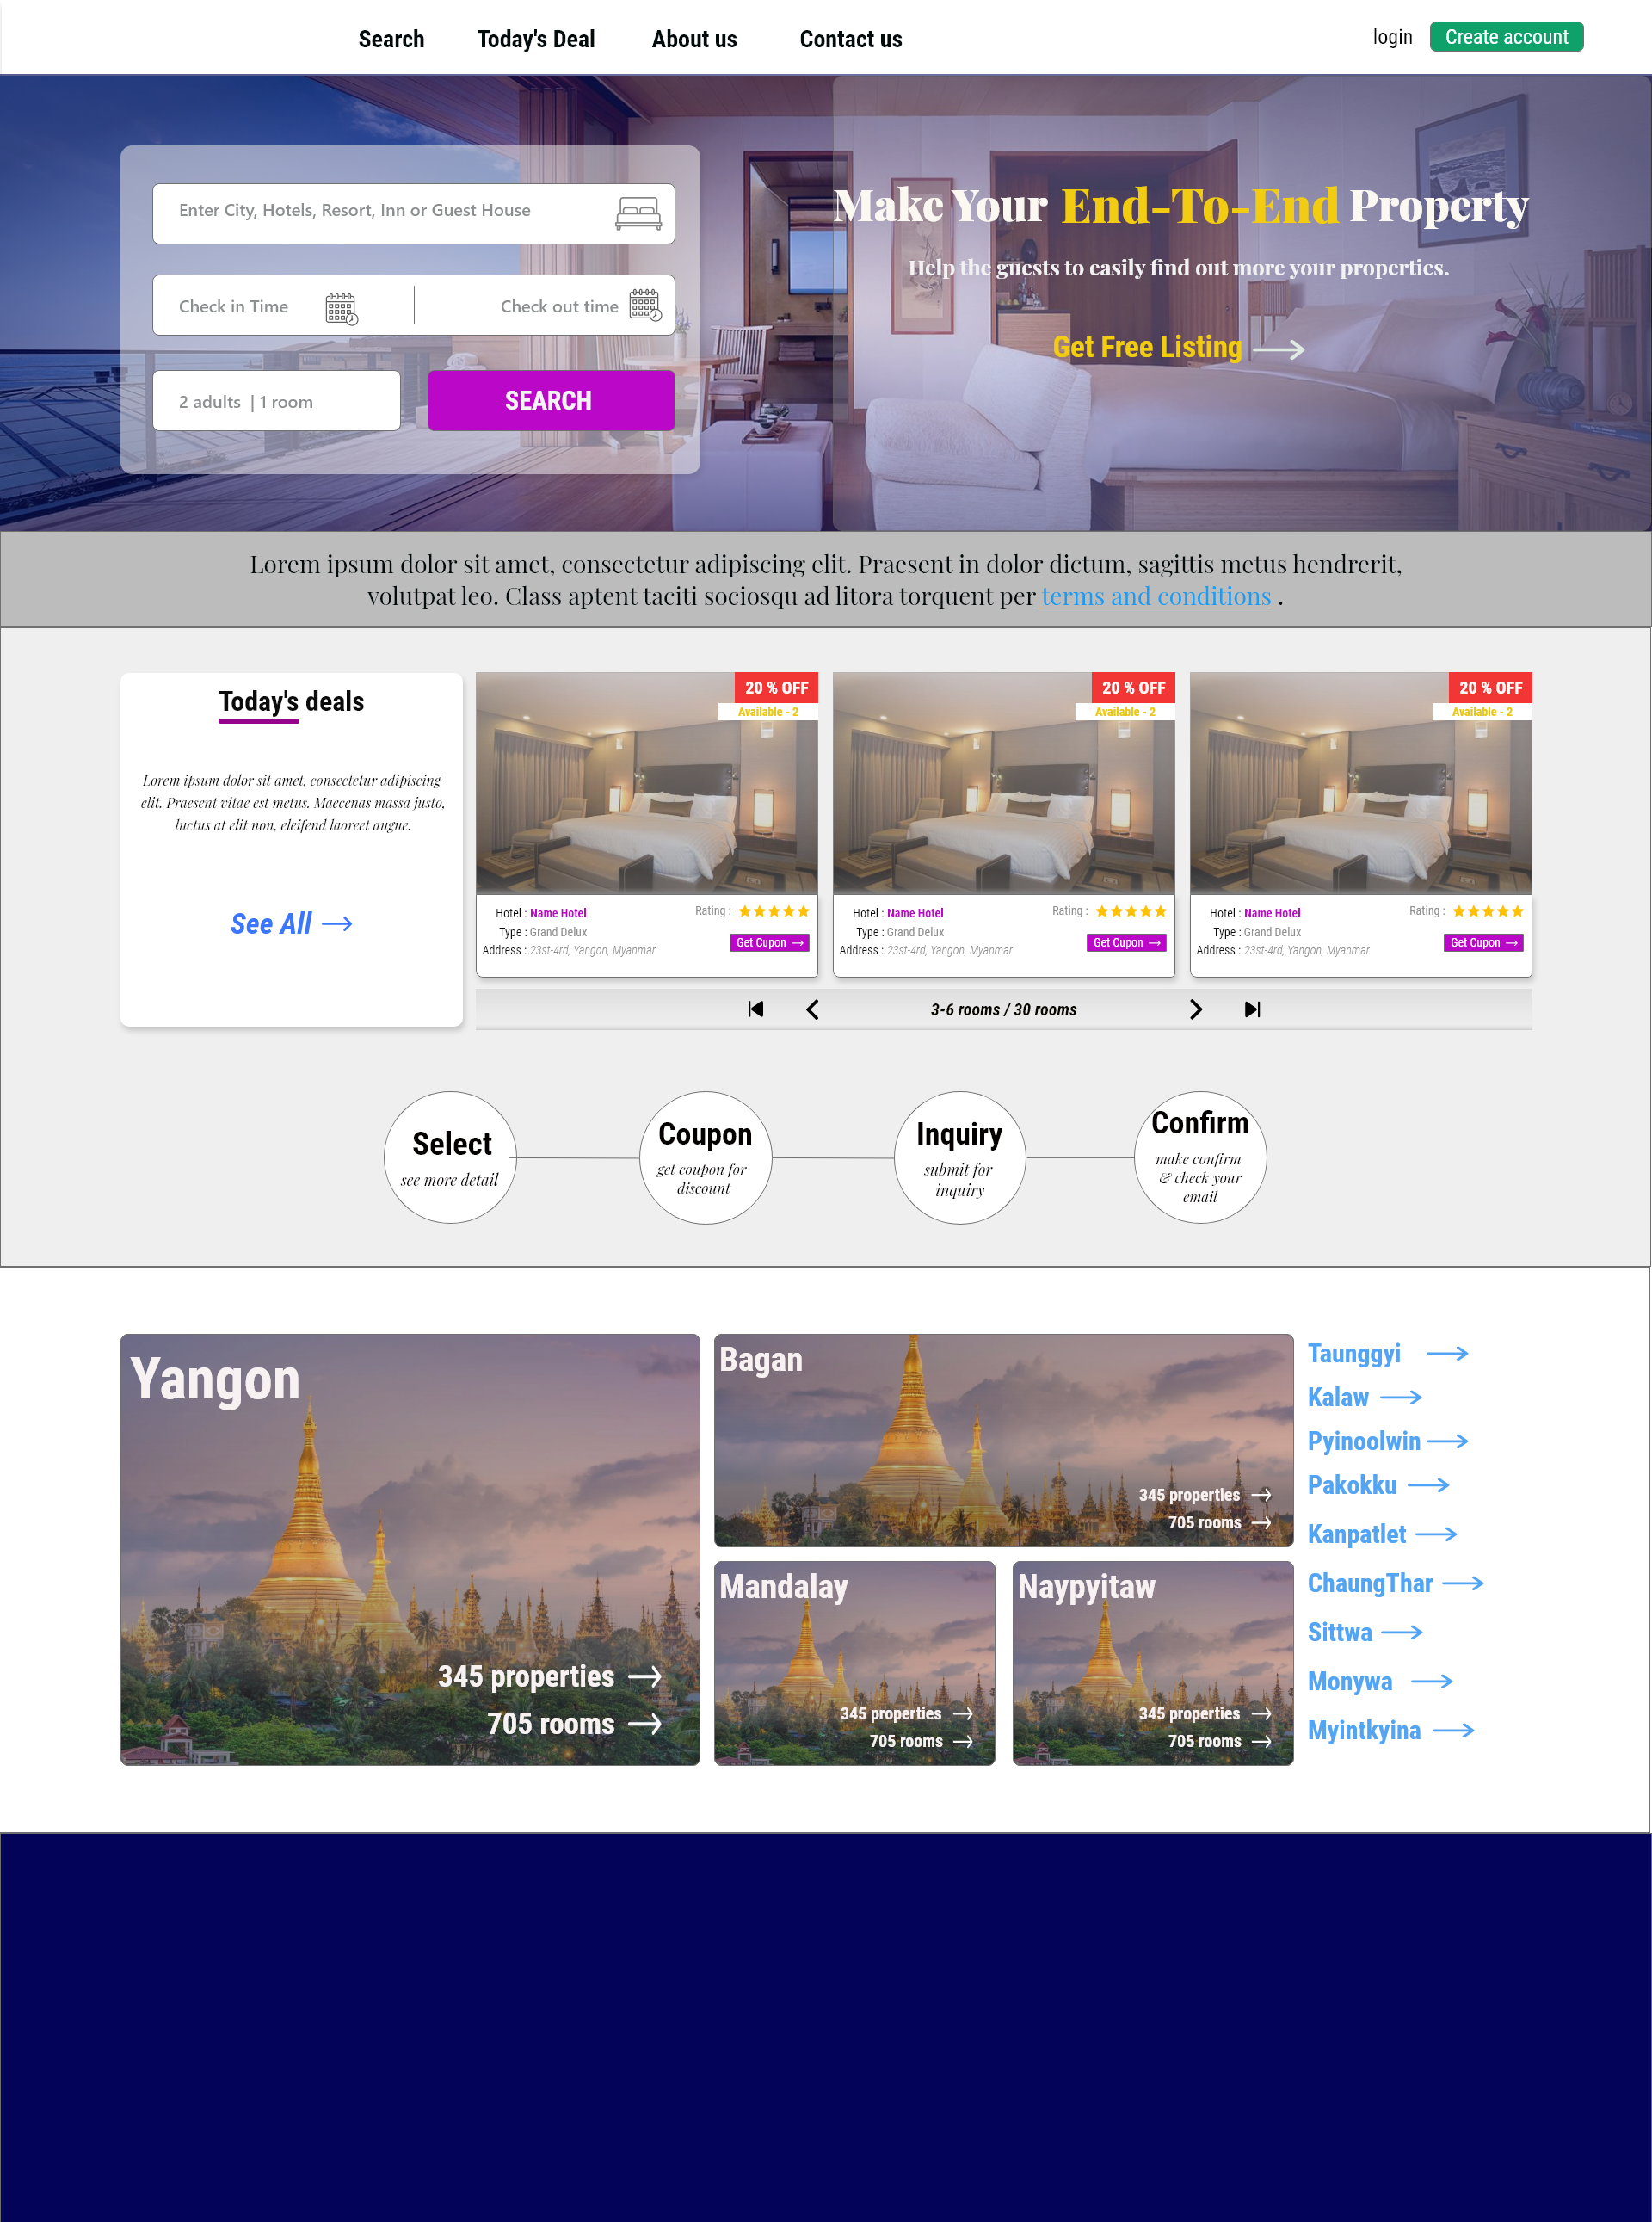 Search Today's Deal About us Contact us login Create account
Enter City, Hotels, Resort, Inn or Guest House
Check in Time Check out time
2 adults | 1 room SEARCH
Make Your End-To-End Property
Help the guests to easily find out more your properties.
Get Free Listing
Lorem ipsum dolor sit amet, consectetur adipiscing elit. Praesent in dolor dictum, sagittis metus hendrerit,
volutpat leo. Class aptent taciti sociosqu ad litora torquent per terms and conditions .
Today's deals
Lorem ipsum dolor sit amet, consectetur adipiscing
elit. Praesent vitae est metus. Maecenas massa justo,
luctus at elit non, eleifend laoreet augue.
See All
20 % OFF
Available - 2
Hotel : Name Hotel Rating :
Type : Grand Delux Get Cupon
Address : 23st-4rd, Yangon, Myanmar
20 % OFF
Available - 2
Hotel : Name Hotel Rating :
Type : Grand Delux Get Cupon
Address : 23st-4rd, Yangon, Myanmar
20 % OFF
Available - 2
Hotel : Name Hotel Rating :
Type : Grand Delux Get Cupon
Address : 23st-4rd, Yangon, Myanmar
3-6 rooms / 30 rooms
Select
see more detail
Coupon
get coupon for
discount
Inquiry
submit for
inquiry
Confirm
make confirm
& check your
email
Yangon
345 properties
705 rooms
Bagan
345 properties
705 rooms
Mandalay
345 properties
705 rooms
Naypyitaw
345 properties
705 rooms
Taunggyi
Kalaw
Pyinoolwin
Pakokku
Kanpatlet
ChaungThar
Sittwa
Monywa
Myintkyina